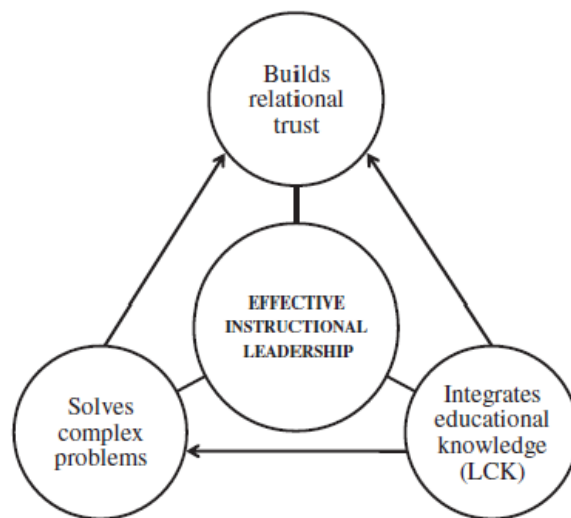 Builds
relational
trust
EFFECTIVE
INSTRUCTIONAL
LEADERSHIP
Solves
complex
problems
Integrates
educational
knowledge
(LCK)